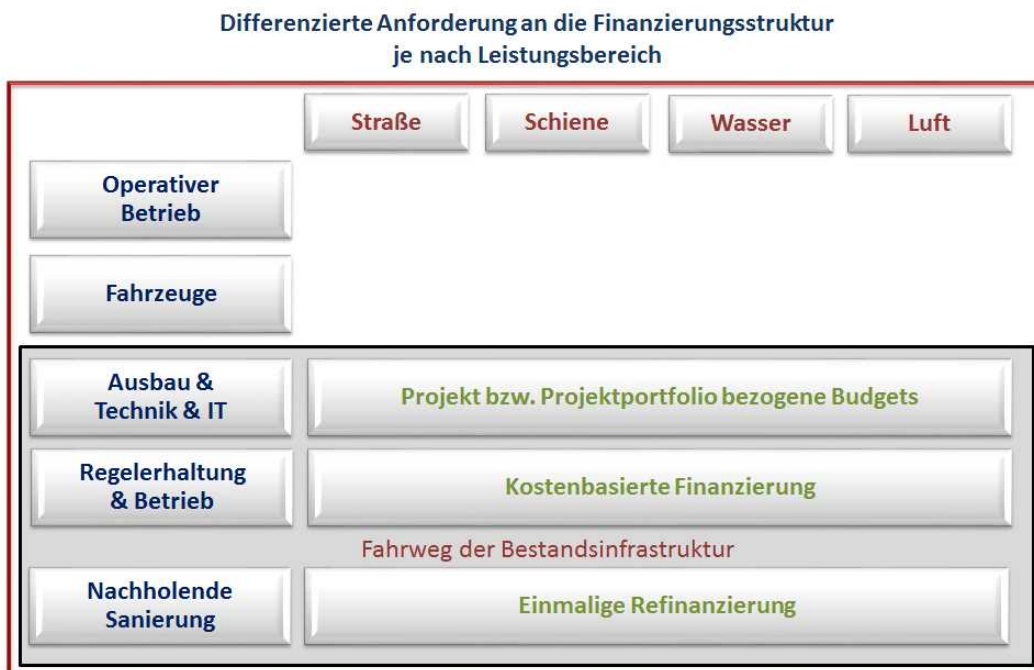 Differenzierte Anforderung an die Finanzierungsstruktur
je nach Leistungsbereich
Straße
Schiene
Wasser
Luft
Operativer
Betrieb
Fahrzeuge
Ausbau &
Technik & IT
Projekt bzw. Projektportfolio bezogene Budgets
Regelerhaltung
& Betrieb
Kostenbasierte Finanzierung
Fahrweg der Bestandsinfrastruktur
Nachholende
Sanierung
Einmalige Refinanzierung